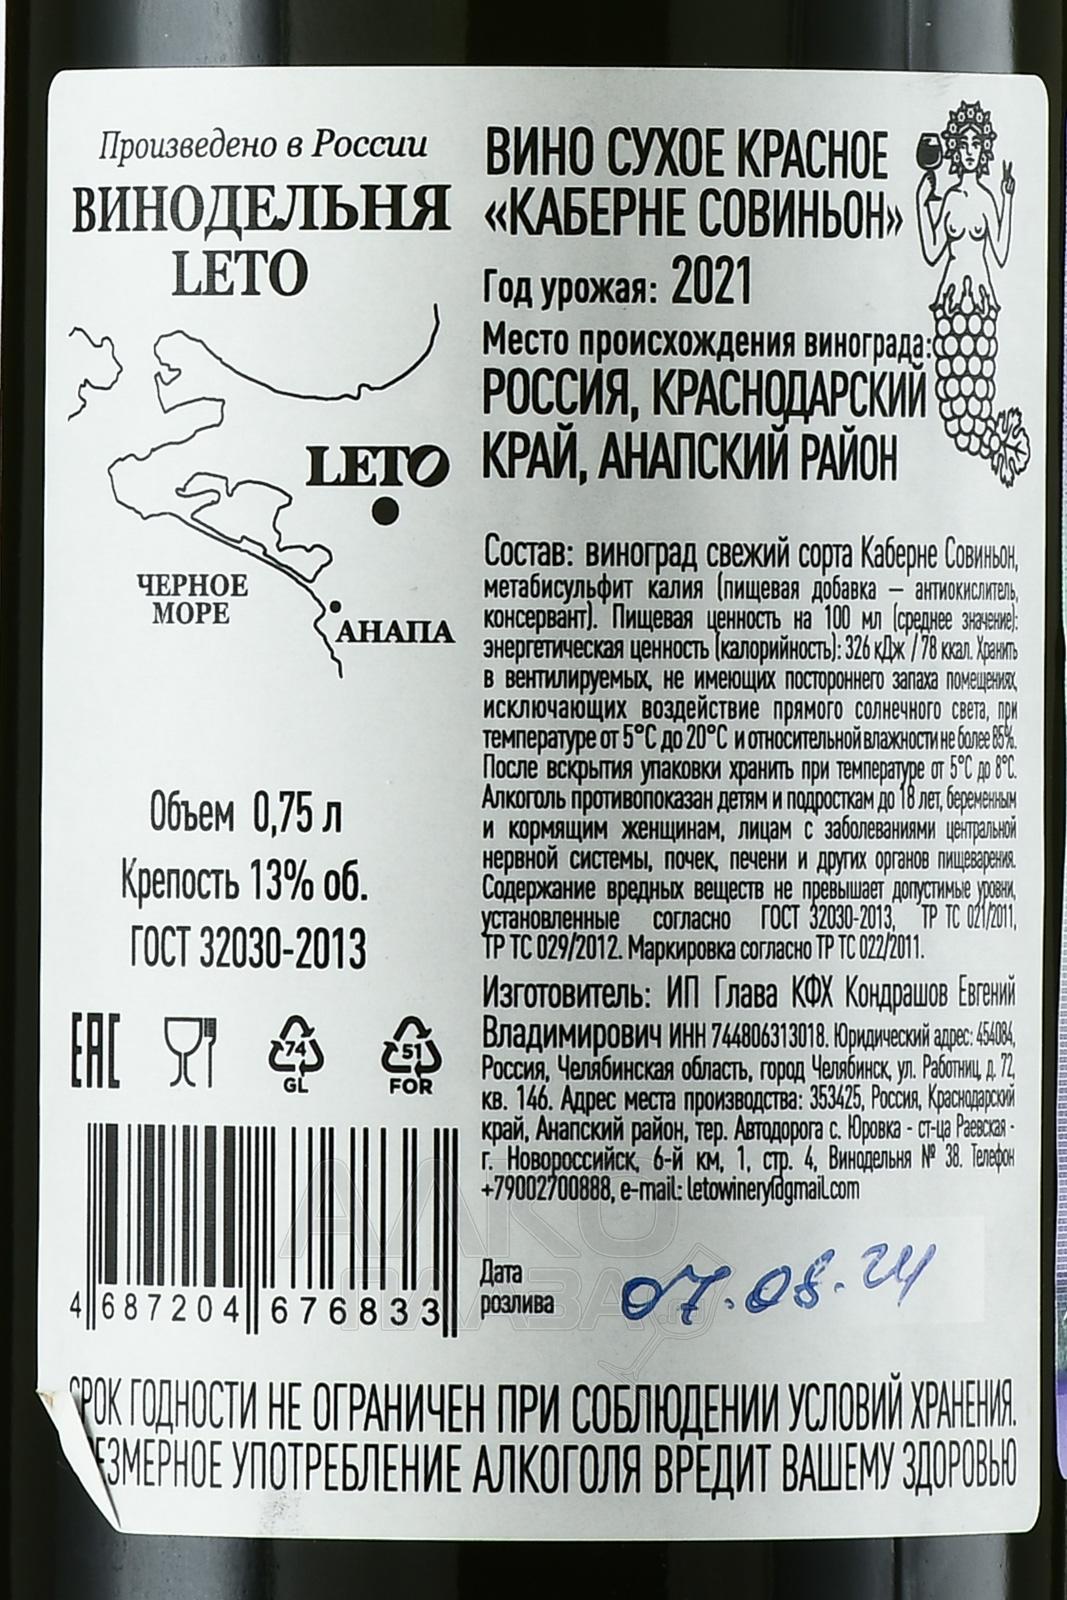 Произведено в России
ВИНОДЕЛЬНЯ
LETO
LETO
ЧЕРНОЕ
МОРЕ
АНАПА
Объем 0,75 л
Крепость 13% об.
ГОСТ 32030-2013
EAC
74
GL
51
FOR
4 687204 676833
ВИНО СУХОЕ КРАСНОЕ
«КАБЕРНЕ СОВИНЬОН»
Год урожая: 2021
Место происхождения винограда:
РОССИЯ, КРАСНОДАРСКИЙ
КРАЙ, АНАПСКИЙ РАЙОН
Состав: виноград свежий сорта Каберне Совиньон,
метабисульфит калия (пищевая добавка – антиокислитель,
консервант). Пищевая ценность на 100 мл (среднее значение):
энергетическая ценность (калорийность): 326 кДж / 78 ккал. Хранить
в вентилируемых, не имеющих постороннего запаха помещениях,
исключающих воздействие прямого солнечного света, при
температуре от 5°С до 20°С и относительной влажности не более 85%.
После вскрытия упаковки хранить при температуре от 5°С до 8°С.
Алкоголь противопоказан детям и подросткам до 18 лет, беременным
и кормящим женщинам, лицам с заболеваниями центральной
нервной системы, почек, печени и других органов пищеварения.
Содержание вредных веществ не превышает допустимые уровни,
установленные согласно ГОСТ 32030-2013, ТР ТС 021/2011,
ТР ТС 029/2012. Маркировка согласно ТР ТС 022/2011.
Изготовитель: ИП Глава КФХ Кондрашов Евгений
Владимирович ИНН 744806313018. Юридический адрес: 454084,
Россия, Челябинская область, город Челябинск, ул. Работниц, д. 72,
кв. 146. Адрес места производства: 353425, Россия, Краснодарский
край, Анапский район, тер. Автодорога с. Юровка - ст-ца Раевская -
г. Новороссийск, 6-й км, 1, стр. 4, Винодельня № 38. Телефон
+79002700888, e-mail: letowinery@gmail.com
Дата
розлива
07.08.24
СРОК ГОДНОСТИ НЕ ОГРАНИЧЕН ПРИ СОБЛЮДЕНИИ УСЛОВИЙ ХРАНЕНИЯ.
ЕЗМЕРНОЕ УПОТРЕБЛЕНИЕ АЛКОГОЛЯ ВРЕДИТ ВАШЕМУ ЗДОРОВЬЮ
АЛКО
ПЛАЗА
.ru